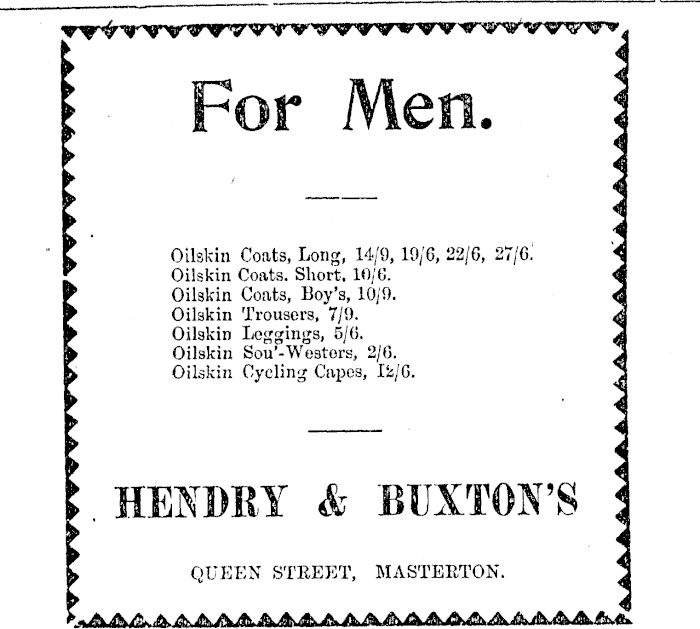 For Men.
Oilskin Coats, Long, 14/9, 19/6, 22/6, 27/6.
Oilskin Coats. Short, 10/6.
Oilskin Coats, Boy's, 10/9.
Oilskin Trousers, 7/9.
Oilskin Leggings, 5/6.
Oilskin Sou'-Westers, 2/6.
Oilskin Cycling Capes, 12/6.
HENDRY & BUXTON'S
QUEEN STREET, MASTERTON.